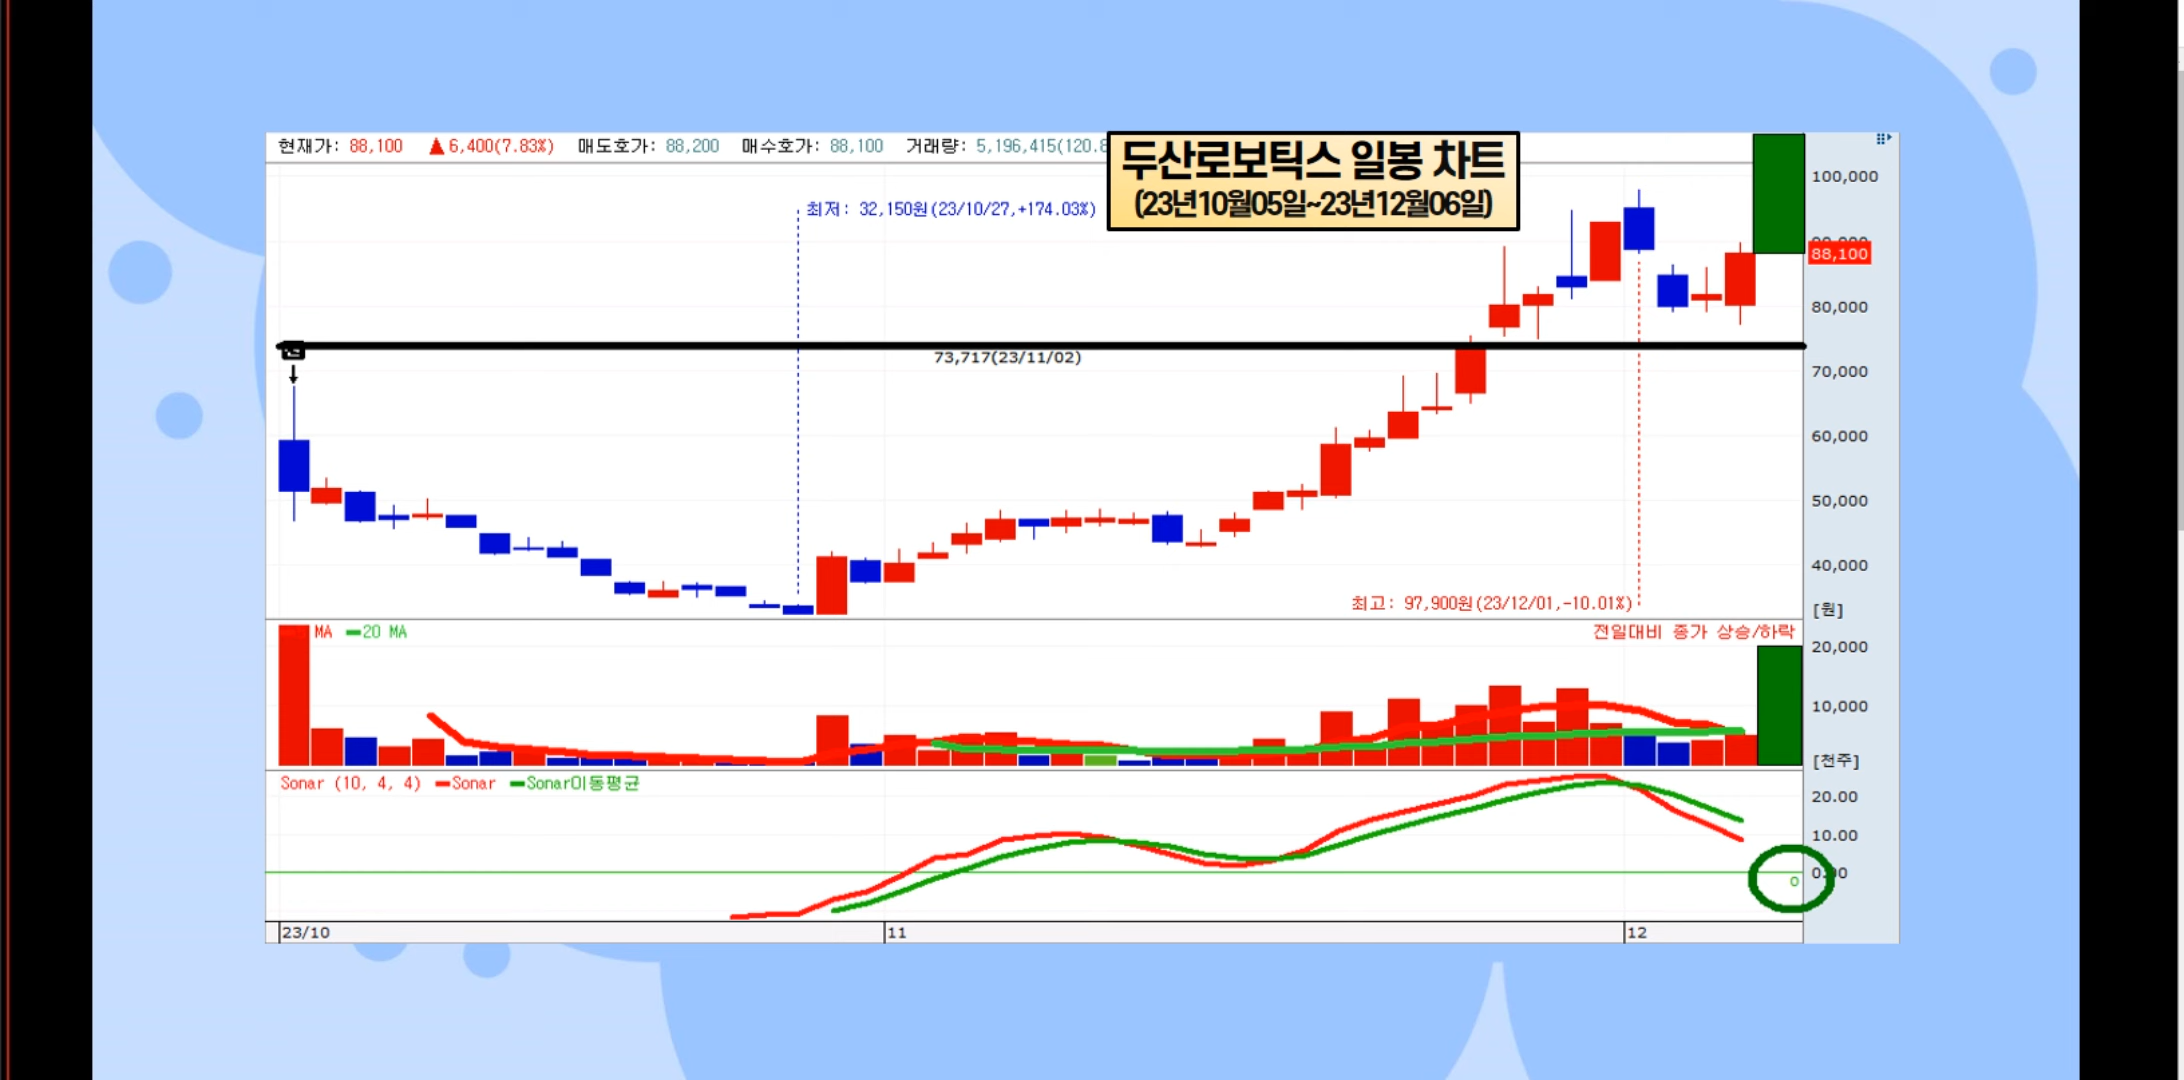 현재가: 88,100 ▲6,400(7.83%) 매도호가: 88,200 매수호가: 88,100 거래량: 5,196,415(120.8
두산로보틱스 일봉 차트
(23년10월05일~23년12월06일)
최저: 32,150원(23/10/27,+174.03%)
73,717(23/11/02)
최고: 97,900원(23/12/01,-10.01%)
100,000
88,100
80,000
70,000
60,000
50,000
40,000
[원]
MA 20 MA
전일대비 종가 상승/하락
20,000
10,000
[천주]
Sonar (10, 4, 4) Sonar Sonar이동평균
20.00
10.00
0.00
0
23/10 11 12